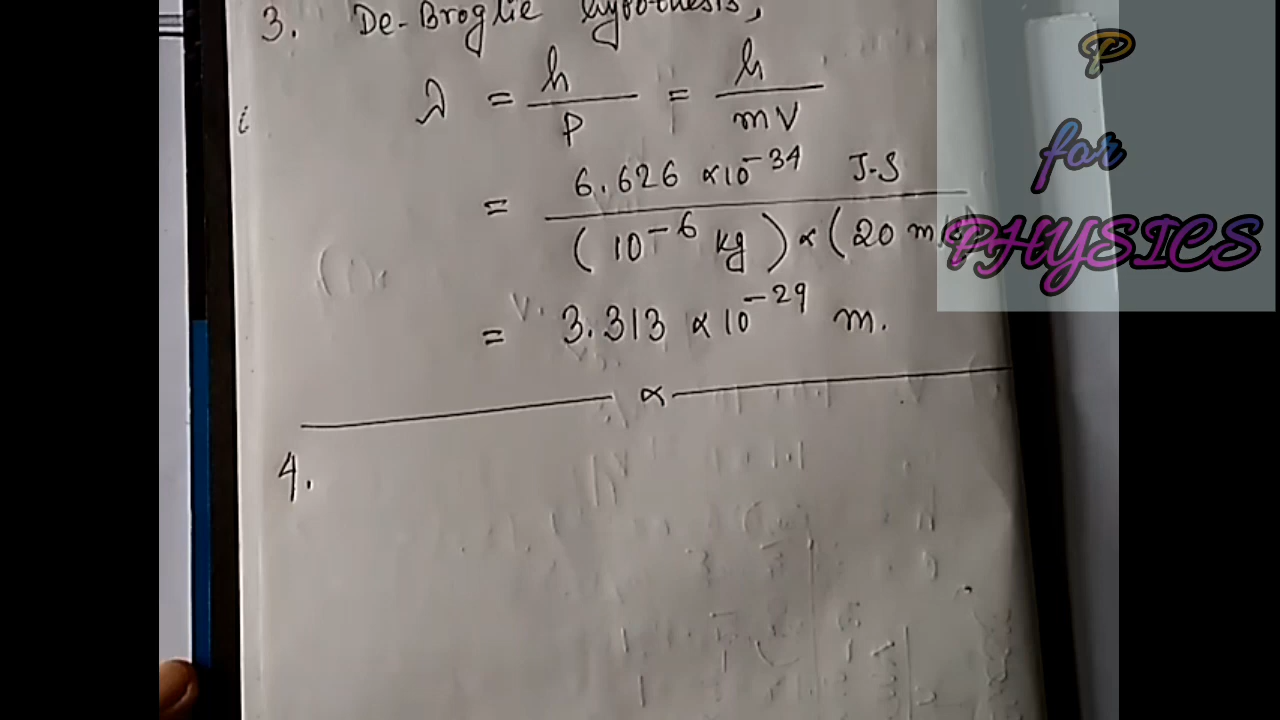 3. De-Broglie hypothesis,
λ = h/P = h/mV
= 6.626 ×10⁻³⁴ J-S / (10⁻⁶ kg) × (20 m/s)
= 3.313 ×10⁻²⁹ m.
×
4.
P
for
PHYSICS